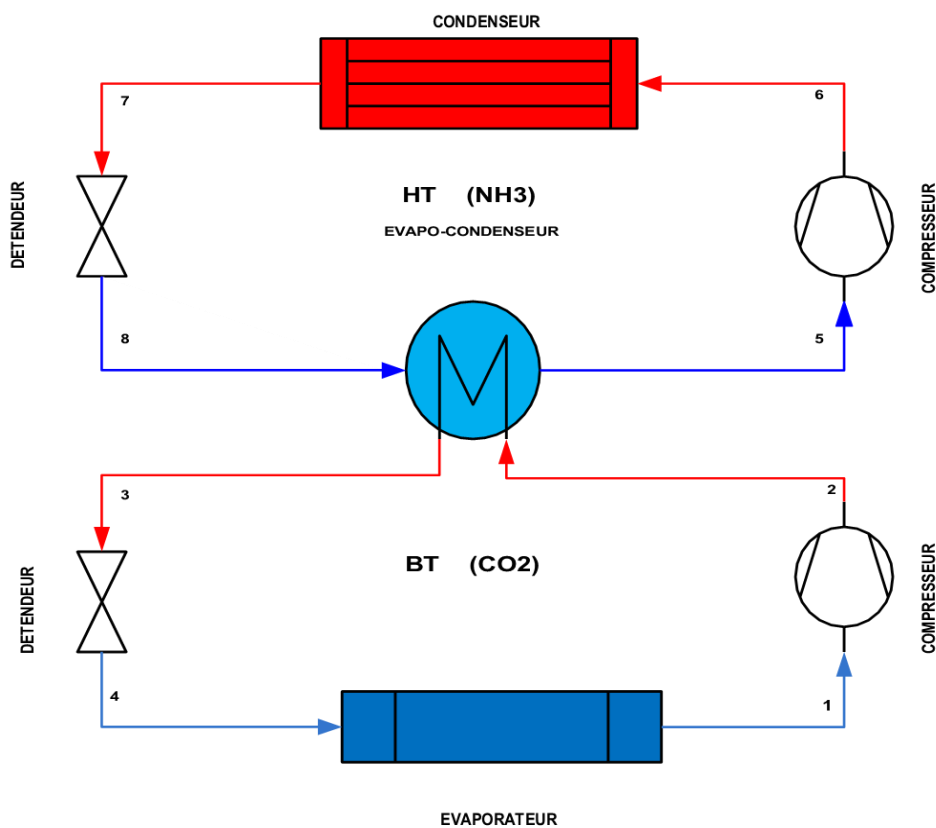 CONDENSEUR
7
6
HT (NH3)
EVAPO-CONDENSEUR
DETENDEUR
COMPRESSEUR
8
5
3
2
BT (CO2)
DETENDEUR
COMPRESSEUR
4
1
EVAPORATEUR